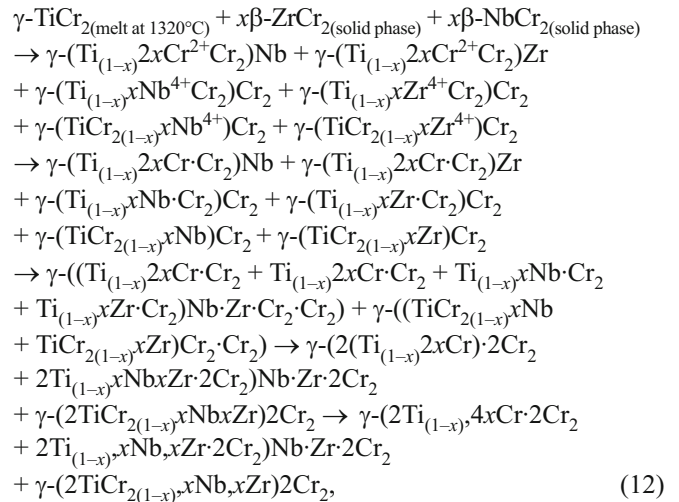 γ-TiCr₂(melt at 1320°C) + xβ-ZrCr₂(solid phase) + xβ-NbCr₂(solid phase)
→ γ-(Ti₍₁₋ₓ₎2xCr²⁺Cr₂)Nb + γ-(Ti₍₁₋ₓ₎2xCr²⁺Cr₂)Zr
+ γ-(Ti₍₁₋ₓ₎xNb⁴⁺Cr₂)Cr₂ + γ-(Ti₍₁₋ₓ₎xZr⁴⁺Cr₂)Cr₂
+ γ-(TiCr₂₍₁₋ₓ₎xNb⁴⁺)Cr₂ + γ-(TiCr₂₍₁₋ₓ₎xZr⁴⁺)Cr₂
→ γ-(Ti₍₁₋ₓ₎2xCr·Cr₂)Nb + γ-(Ti₍₁₋ₓ₎2xCr·Cr₂)Zr
+ γ-(Ti₍₁₋ₓ₎xNb·Cr₂)Cr₂ + γ-(Ti₍₁₋ₓ₎xZr·Cr₂)Cr₂
+ γ-(TiCr₂₍₁₋ₓ₎xNb)Cr₂ + γ-(TiCr₂₍₁₋ₓ₎xZr)Cr₂
→ γ-((Ti₍₁₋ₓ₎2xCr·Cr₂ + Ti₍₁₋ₓ₎2xCr·Cr₂ + Ti₍₁₋ₓ₎xNb·Cr₂
+ Ti₍₁₋ₓ₎xZr·Cr₂)Nb·Zr·Cr₂·Cr₂) + γ-((TiCr₂₍₁₋ₓ₎xNb
+ TiCr₂₍₁₋ₓ₎xZr)Cr₂·Cr₂) → γ-(2(Ti₍₁₋ₓ₎2xCr)·2Cr₂
+ 2Ti₍₁₋ₓ₎xNbxZr·2Cr₂)Nb·Zr·2Cr₂
+ γ-(2TiCr₂₍₁₋ₓ₎xNbxZr)2Cr₂ → γ-(2Ti₍₁₋ₓ₎,4xCr·2Cr₂
+ 2Ti₍₁₋ₓ₎,xNb,xZr·2Cr₂)Nb·Zr·2Cr₂
+ γ-(2TiCr₂₍₁₋ₓ₎,xNb,xZr)2Cr₂, (12)